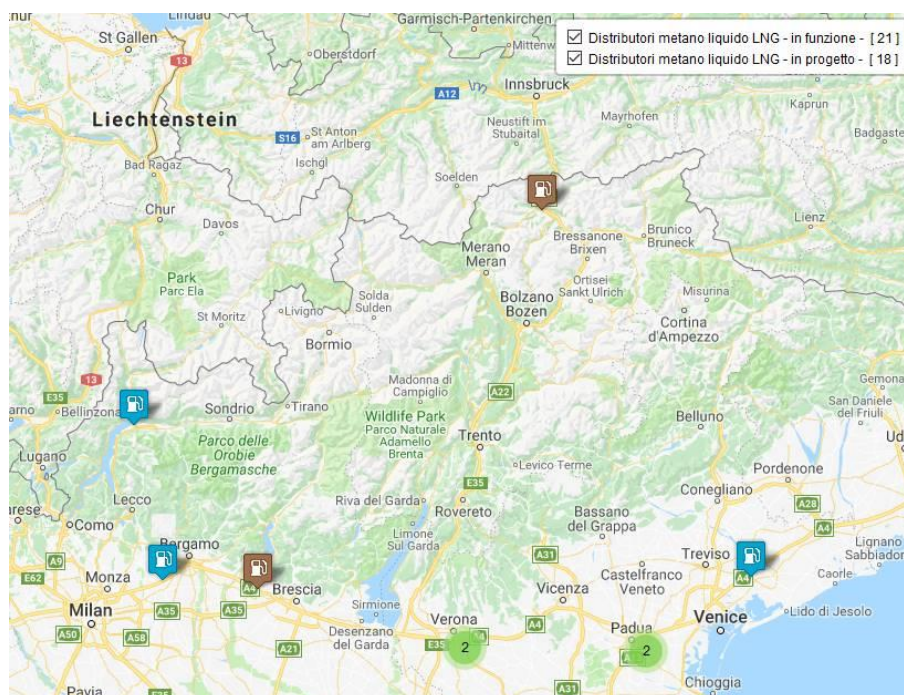 Lindau
Garmisch-Partenkirchen
St Gallen
Distributori metano liquido LNG - in funzione - [ 21 ]
Distributori metano liquido LNG - in progetto - [ 18 ]
Oberstdorf
Mittenw
13
A12
Innsbruck
Kaprun
Liechtenstein
S16
St Anton
am Arlberg
Neustift im
Stubaital
Mayrhofen
Badgaste
Ischgl
Bad Ragaz
Soelden
Chur
Davos
Lienz
Bressanone
Brixen
Brunico
Bruneck
Merano
Meran
Park
Parc Ela
Solda
Sulden
Ortisei
Sankt Ulrich
Misurina
St Moritz
Livigno
Bolzano
Bozen
Cortina
d'Ampezzo
Bormio
13
E35
Bellinzona
Madonna di
Campiglio
A22
Gemona
Sondrio
Tirano
San Daniele
del Friuli
Wildlife Park
Parco Naturale
Adamello
Brenta
Belluno
Parco delle
Orobie
Bergamasche
Trento
Lugano
Levico Terme
Pordenone
E35
Lecco
Riva del Garda
Rovereto
Conegliano
A28
Como
Limone
Sul Garda
Bassano
del Grappa
A4
Lignano
Sabbiador
Bergamo
A9
E62
Monza
A4
A31
Treviso
A4
Castelfranco
Veneto
Caorle
Brescia
Milan
A35
A35
Sirmione
Vicenza
Venice
Lido di Jesolo
A50
A58
Desenzano
del Garda
Verona
A4
Padua
A21
E35
2
2
Chioggia
Pavia
A31